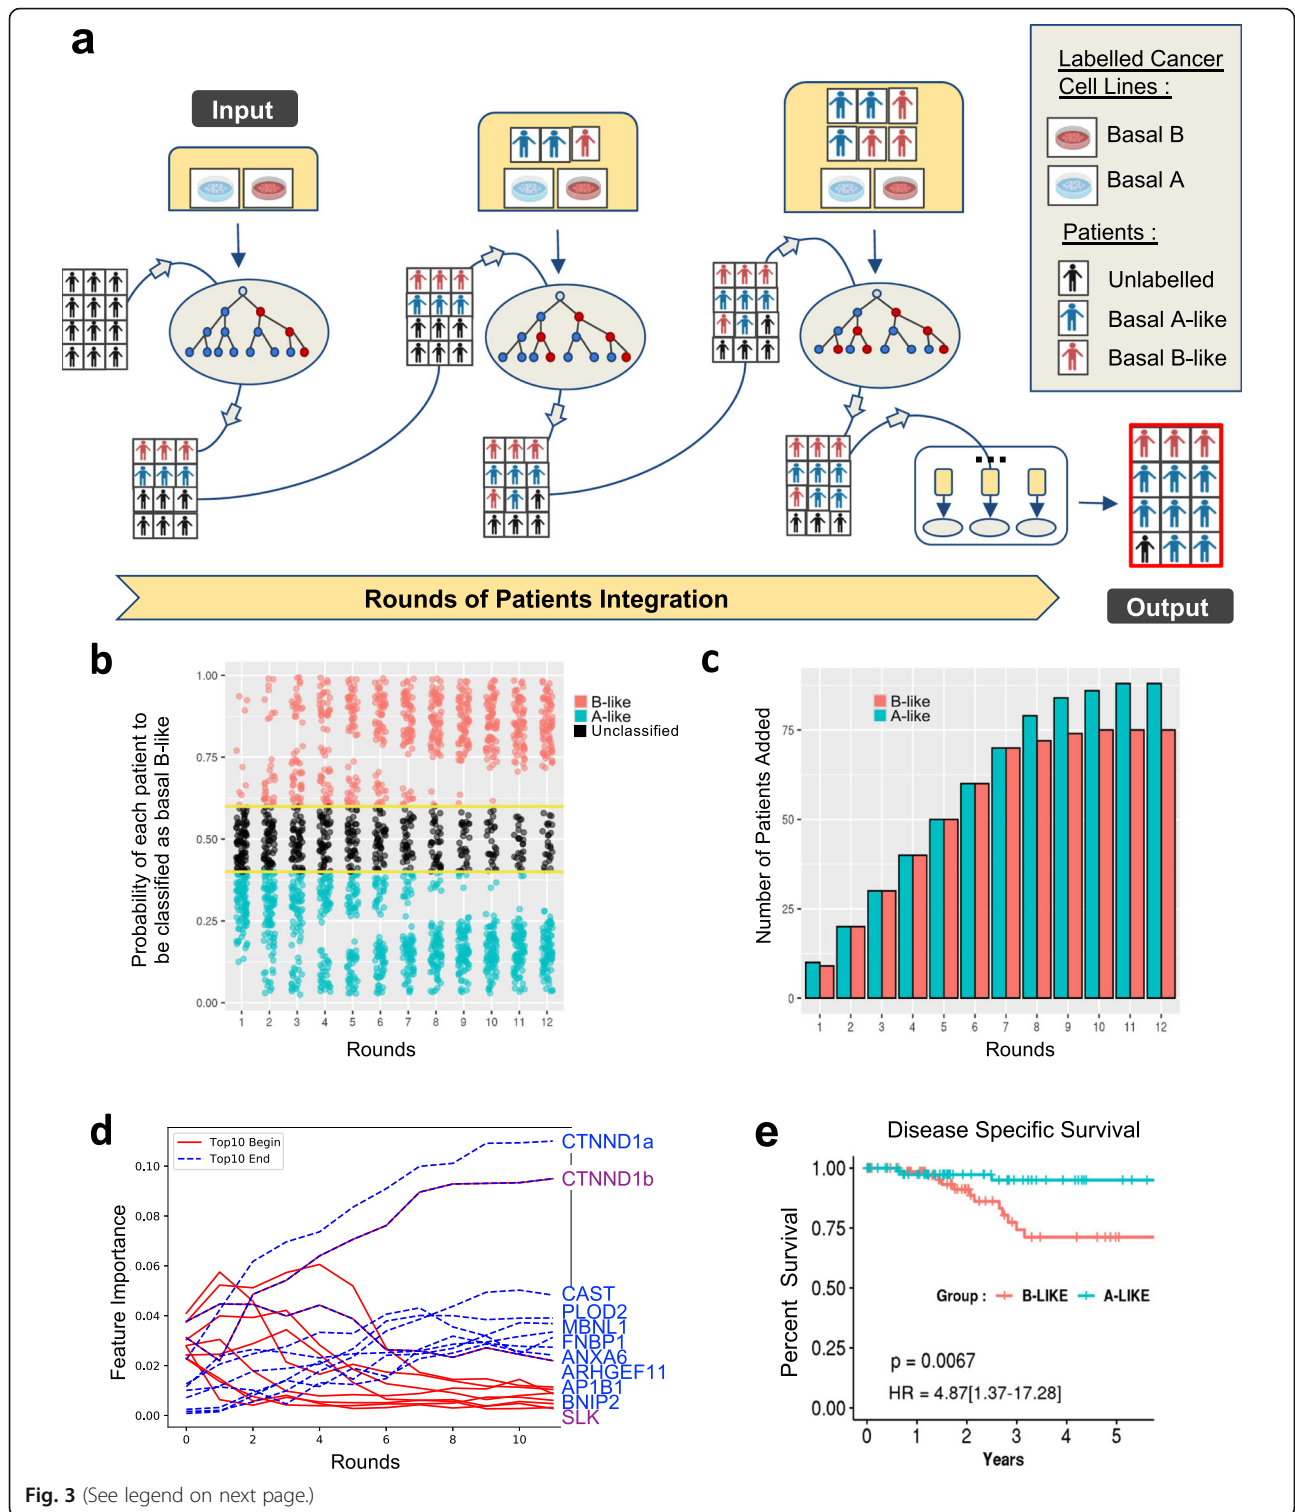 a
Input
Labelled Cancer
Cell Lines :
Basal B
Basal A
Patients :
Unlabelled
Basal A-like
Basal B-like
...
Rounds of Patients Integration
Output
b
Probability of each patient to
be classified as basal B-like
1.00
0.75
0.50
0.25
0.00
1 2 3 4 5 6 7 8 9 10 11 12
Rounds
B-like
A-like
Unclassified
c
Number of Patients Added
75
50
25
0
B-like
A-like
1 2 3 4 5 6 7 8 9 10 11 12
Rounds
d
Feature Importance
Top10 Begin
Top10 End
0.10
0.08
0.06
0.04
0.02
0.00
0 2 4 6 8 10
Rounds
CTNND1a
CTNND1b
CAST
PLOD2
MBNL1
FNBP1
ANXA6
ARHGEF11
AP1B1
BNIP2
SLK
e
Disease Specific Survival
Percent Survival
1.00
0.75
0.50
0.25
0.00
Group : B-LIKE A-LIKE
p = 0.0067
HR = 4.87[1.37-17.28]
0 1 2 3 4 5
Years
Fig. 3 (See legend on next page.)